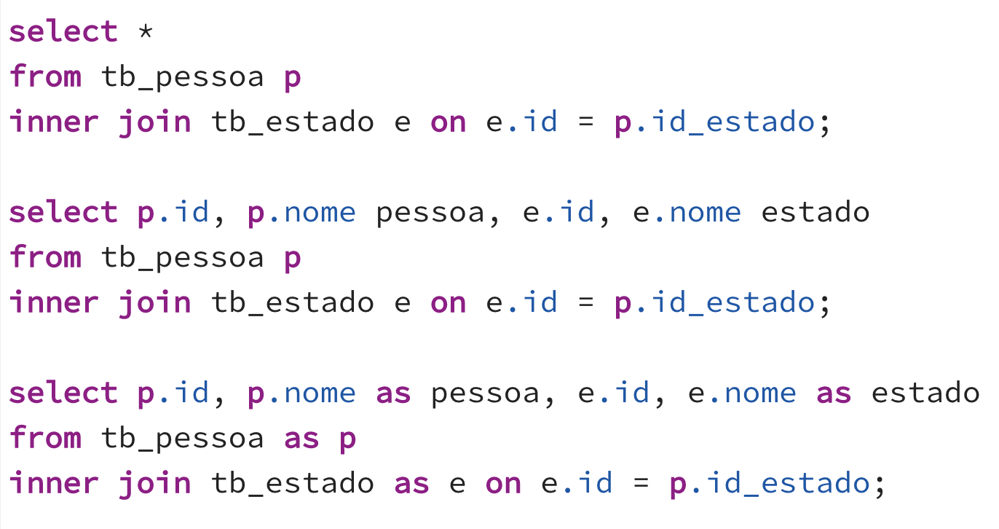 select *
from tb_pessoa p
inner join tb_estado e on e.id = p.id_estado;
select p.id, p.nome pessoa, e.id, e.nome estado
from tb_pessoa p
inner join tb_estado e on e.id = p.id_estado;
select p.id, p.nome as pessoa, e.id, e.nome as estado
from tb_pessoa as p
inner join tb_estado as e on e.id = p.id_estado;